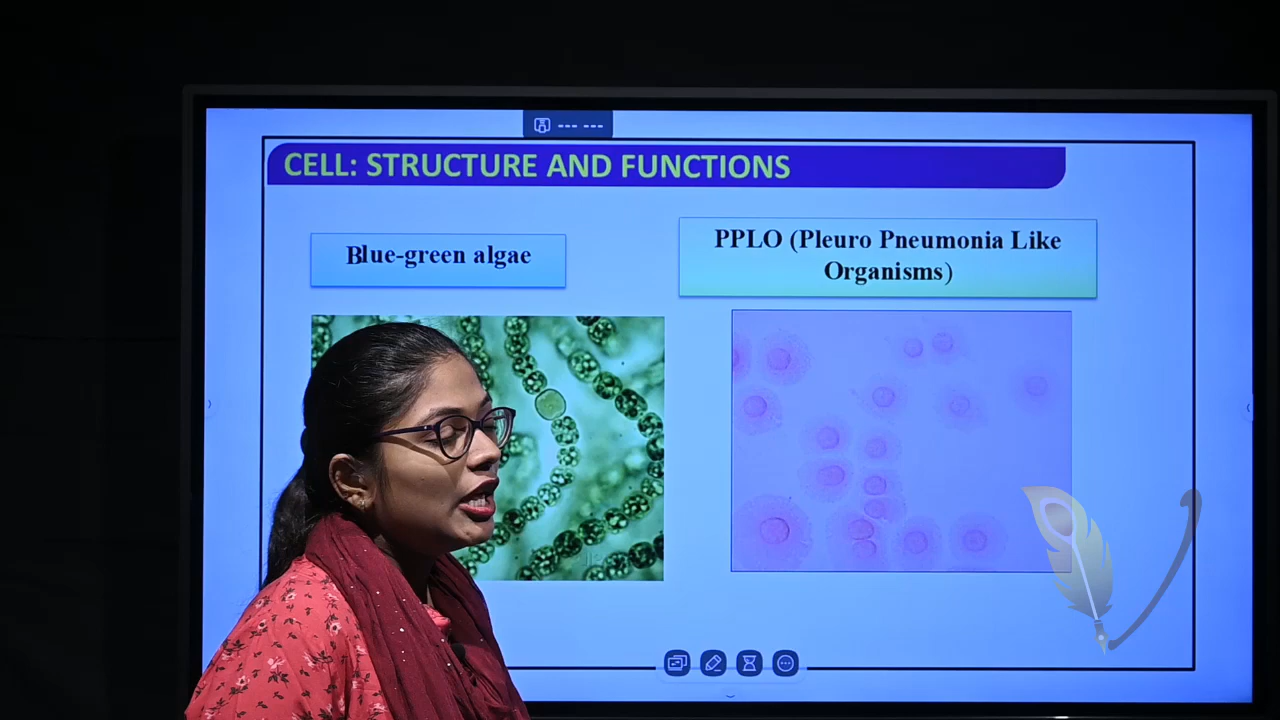 CELL: STRUCTURE AND FUNCTIONS
Blue-green algae
PPLO (Pleuro Pneumonia Like
Organisms)